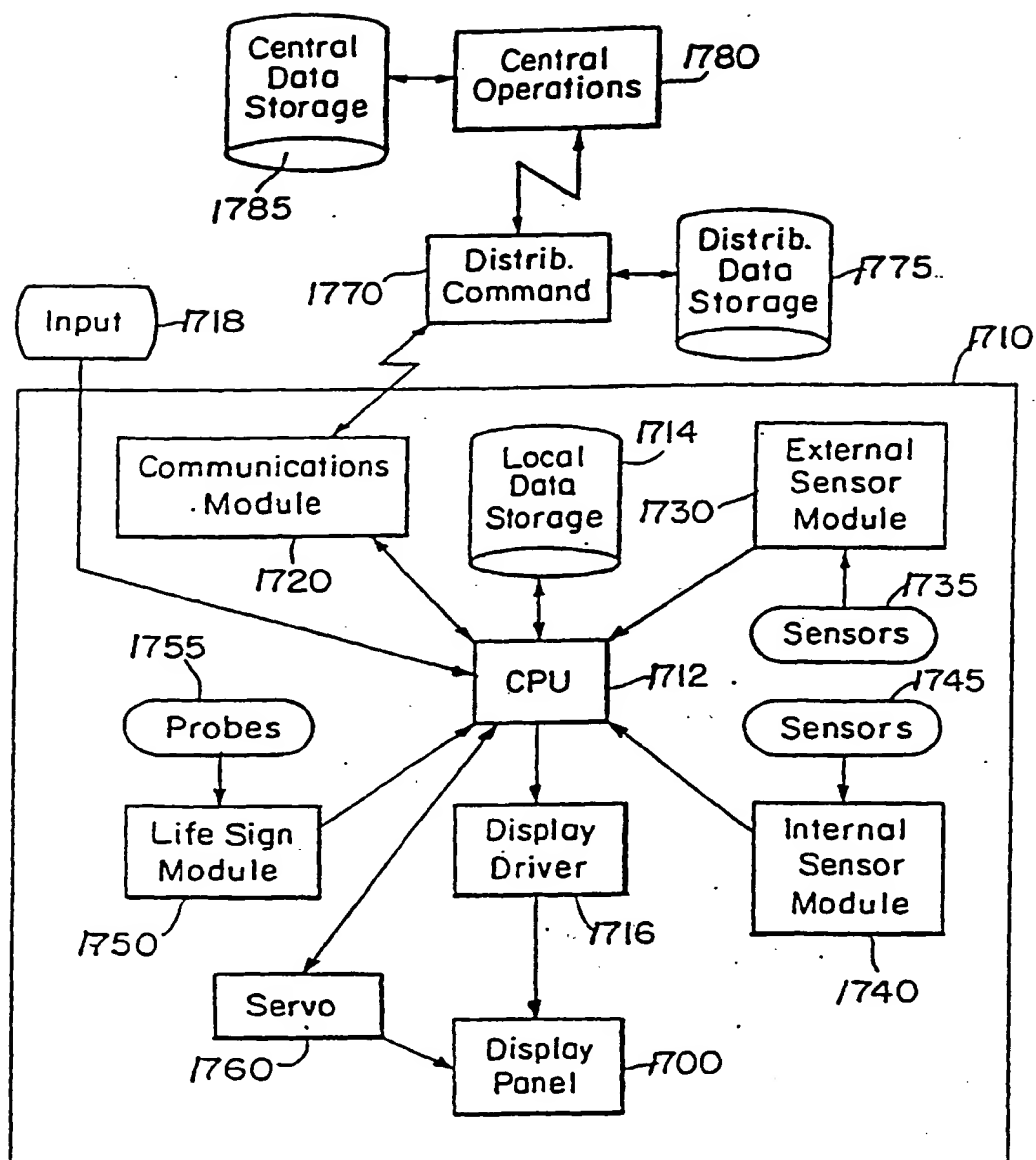 Central
Data
Storage
Central
Operations
1780
1785
Distrib.
Command
1770
Distrib.
Data
Storage
1775
Input
1718
1710
Communications
Module
1720
Local
Data
Storage
1714
External
Sensor
Module
1730
1735
Sensors
CPU
1712
1745
Sensors
1755
Probes
Life Sign
Module
1750
Display
Driver
1716
Internal
Sensor
Module
1740
Servo
1760
Display
Panel
1700